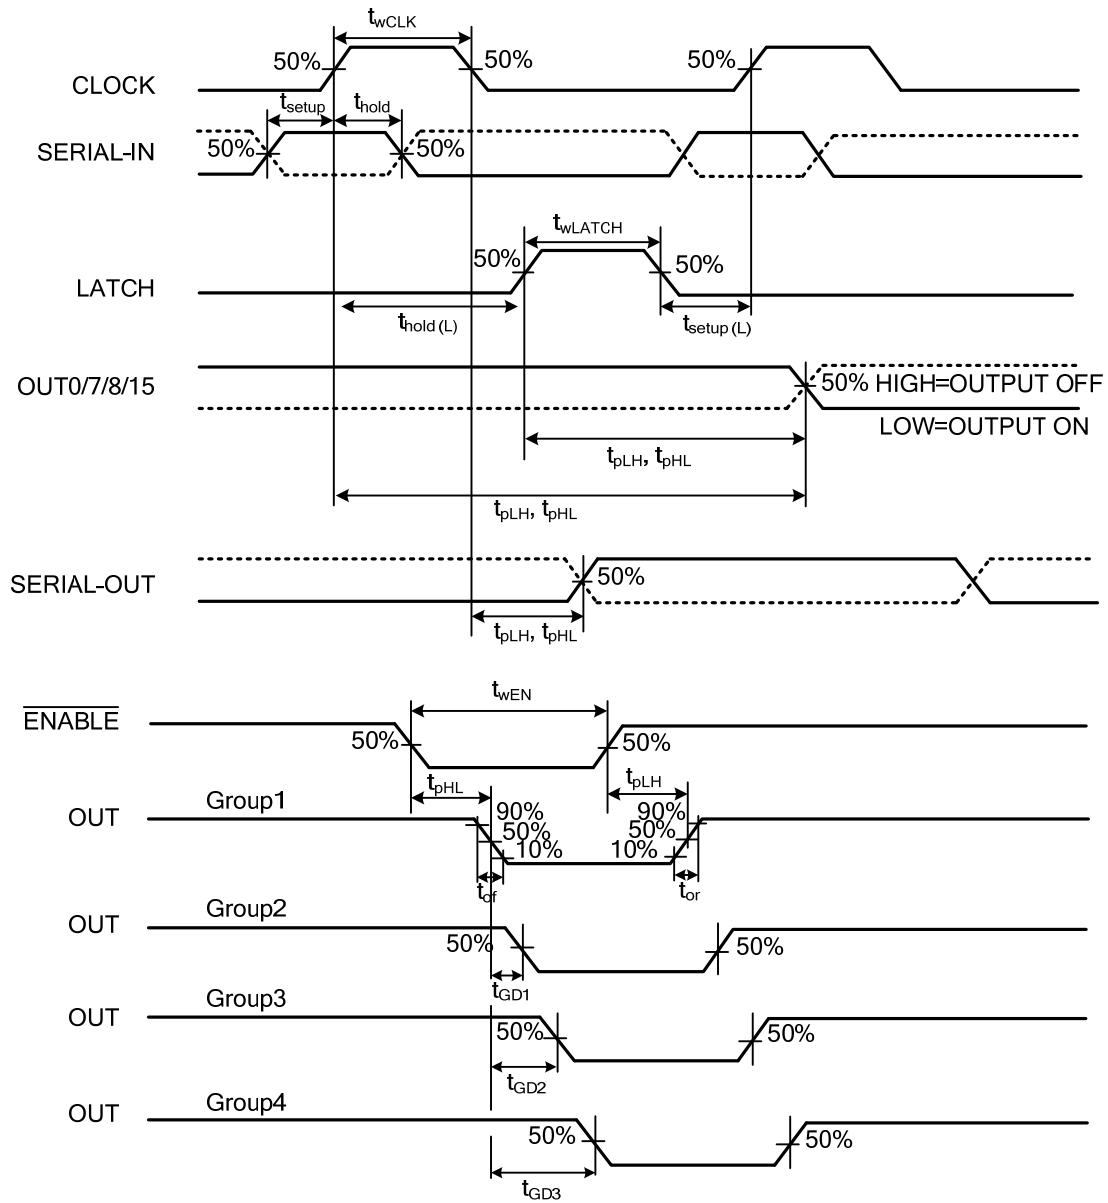 twCLK
50% 50% 50%
CLOCK
tsetup thold
SERIAL-IN 50% 50%
twLATCH
50% 50%
LATCH
thold (L) tsetup (L)
OUT0/7/8/15 50% HIGH=OUTPUT OFF
LOW=OUTPUT ON
tpLH, tpHL
tpLH, tpHL
SERIAL-OUT 50%
tpLH, tpHL
twEN
ENABLE
50% 50%
tpHL tpLH
OUT Group1 90% 90%
50% 50%
10% 10%
tof tor
OUT Group2
50% 50%
tGD1
OUT Group3
50% 50%
tGD2
OUT Group4
50% 50%
tGD3